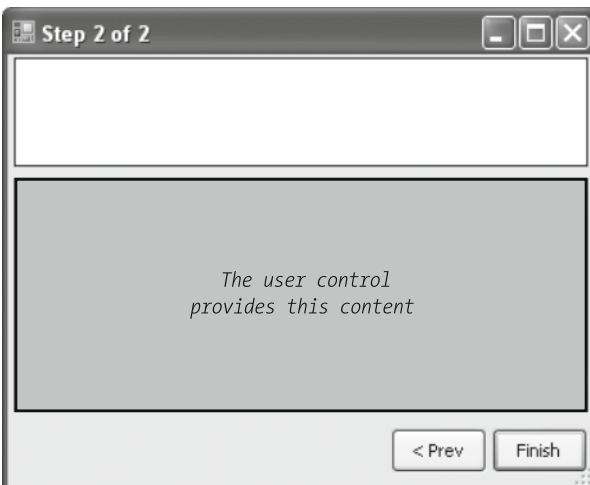 Step 2 of 2
The user control
provides this content
< Prev
Finish